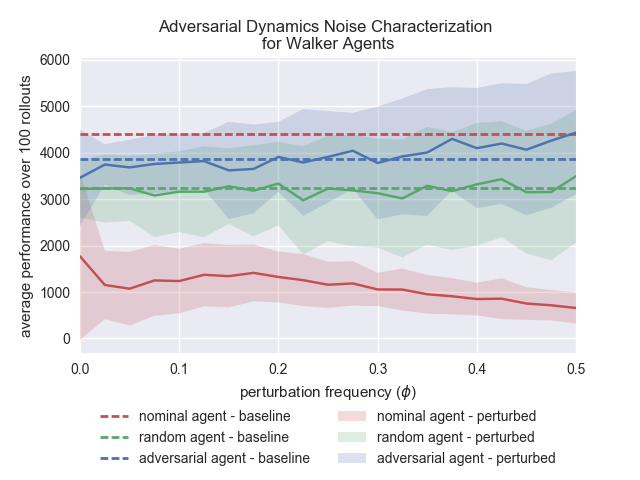 Adversarial Dynamics Noise Characterization
for Walker Agents
average performance over 100 rollouts
6000
5000
4000
3000
2000
1000
0
0.0 0.1 0.2 0.3 0.4 0.5
perturbation frequency (ϕ)
nominal agent - baseline nominal agent - perturbed
random agent - baseline random agent - perturbed
adversarial agent - baseline adversarial agent - perturbed